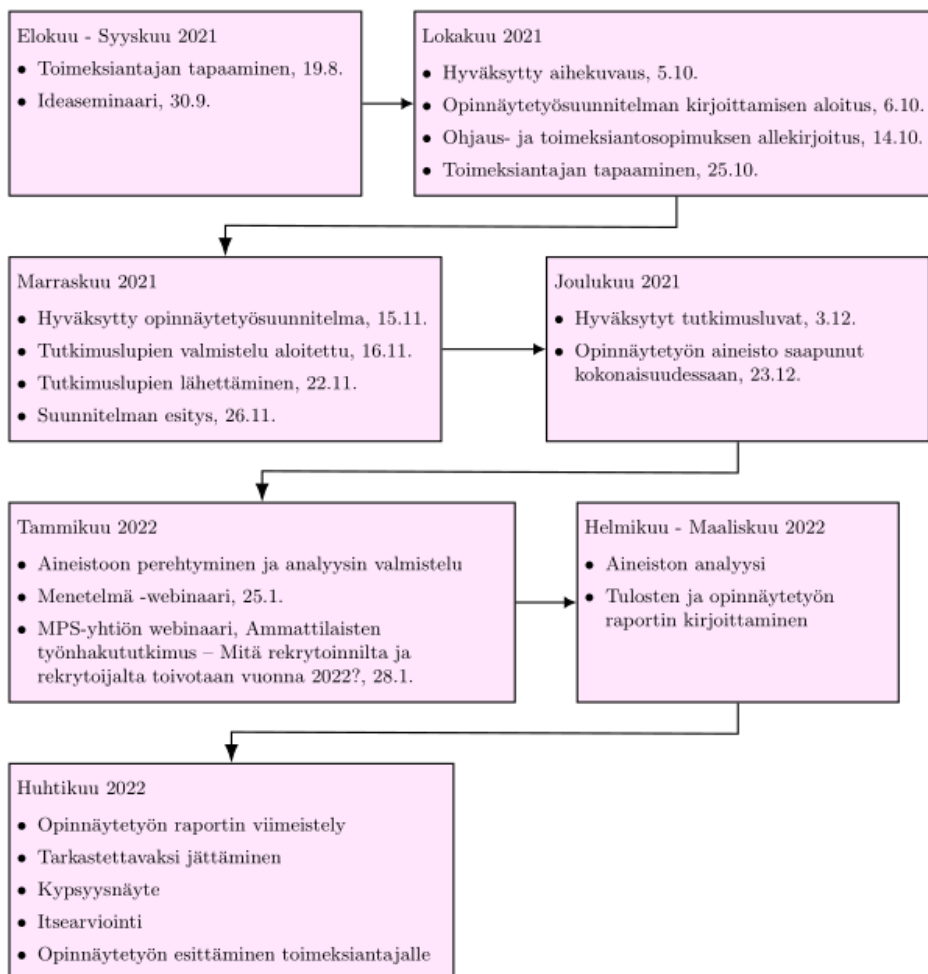 Elokuu - Syyskuu 2021
• Toimeksiantajan tapaaminen, 19.8.
• Ideaseminaari, 30.9.
Lokakuu 2021
• Hyväksytty aihekuvaus, 5.10.
• Opinnäytetyösuunnitelman kirjoittamisen aloitus, 6.10.
• Ohjaus- ja toimeksiantosopimuksen allekirjoitus, 14.10.
• Toimeksiantajan tapaaminen, 25.10.
Marraskuu 2021
• Hyväksytty opinnäytetyösuunnitelma, 15.11.
• Tutkimuslupien valmistelu aloitettu, 16.11.
• Tutkimuslupien lähettäminen, 22.11.
• Suunnitelman esitys, 26.11.
Joulukuu 2021
• Hyväksytyt tutkimusluvat, 3.12.
• Opinnäytetyön aineisto saapunut
kokonaisuudessaan, 23.12.
Tammikuu 2022
• Aineistoon perehtyminen ja analyysin valmistelu
• Menetelmä -webinaari, 25.1.
• MPS-yhtiön webinaari, Ammattilaisten
työnhakututkimus – Mitä rekrytoinnilta ja
rekrytoijalta toivotaan vuonna 2022?, 28.1.
Helmikuu - Maaliskuu 2022
• Aineiston analyysi
• Tulosten ja opinnäytetyön
raportin kirjoittaminen
Huhtikuu 2022
• Opinnäytetyön raportin viimeistely
• Tarkastettavaksi jättäminen
• Kypsyysnäyte
• Itsearviointi
• Opinnäytetyön esittäminen toimeksiantajalle